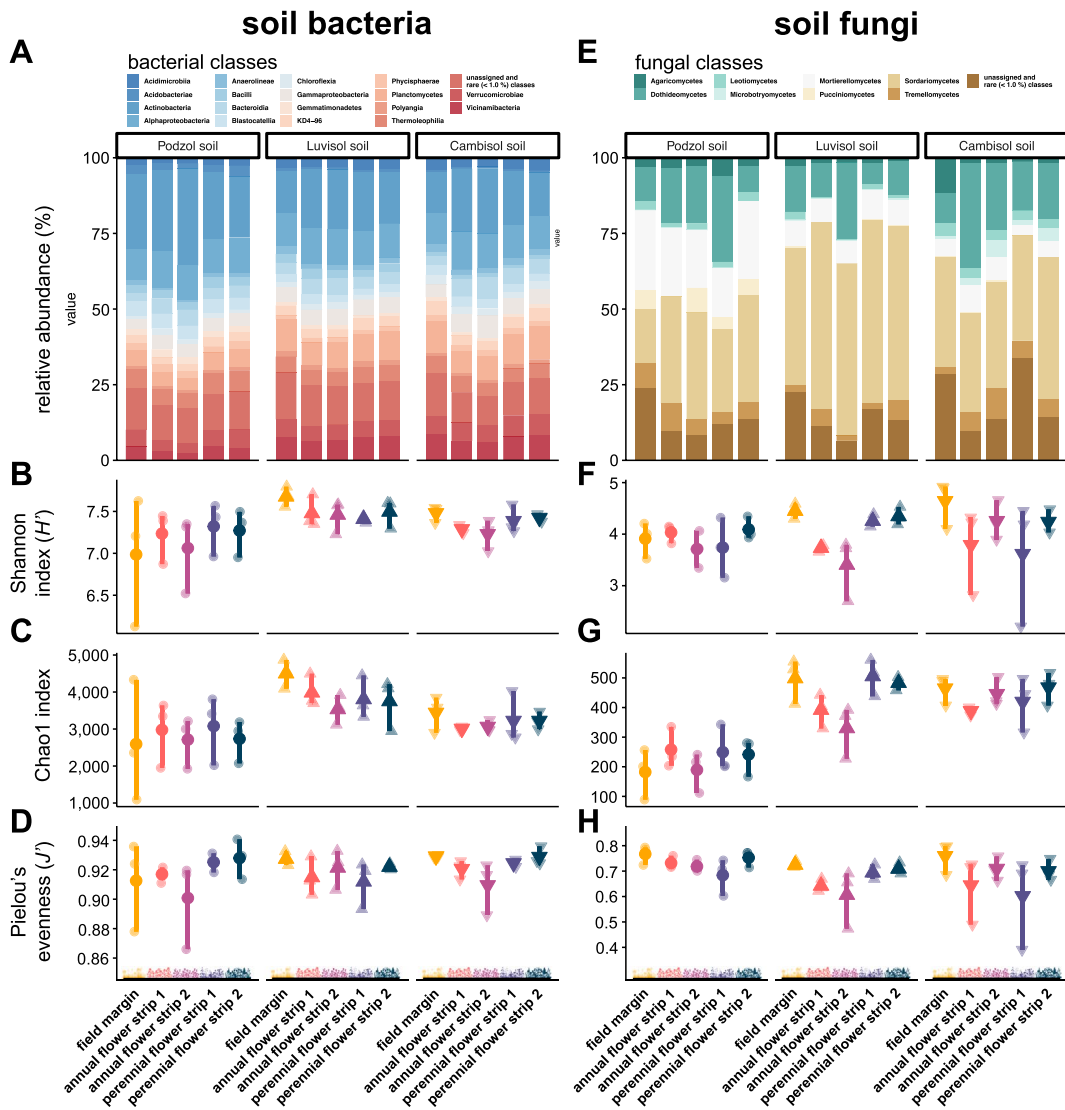 soil bacteria
soil fungi
A
bacterial classes
Acidimicrobiia
Acidobacteriae
Actinobacteria
Alphaproteobacteria
Anaerolineae
Bacilli
Bacteroidia
Blastocatellia
Chloroflexia
Gammaproteobacteria
Gemmatimonadetes
KD4–96
Phycisphaerae
Planctomycetes
Polyangia
Thermoleophilia
unassigned and
rare (< 1.0 %) classes
Verrucomicrobiae
Vicinamibacteria
E
fungal classes
Agaricomycetes
Dothideomycetes
Leotiomycetes
Microbotryomycetes
Mortierellomycetes
Pucciniomycetes
Sordariomycetes
Tremellomycetes
unassigned and
rare (< 1.0 %) classes
Podzol soil
Luvisol soil
Cambisol soil
Podzol soil
Luvisol soil
Cambisol soil
relative abundance (%)
value
100
75
50
25
0
value
100
75
50
25
0
B
Shannon
index (H')
7.5
7.0
6.5
F
5
4
3
C
Chao1 index
5,000
4,000
3,000
2,000
1,000
G
500
400
300
200
100
D
Pielou's
evenness (J')
0.94
0.92
0.90
0.88
0.86
H
0.8
0.7
0.6
0.5
0.4
field margin
annual flower strip 1
annual flower strip 2
perennial flower strip 1
perennial flower strip 2
field margin
annual flower strip 1
annual flower strip 2
perennial flower strip 1
perennial flower strip 2
field margin
annual flower strip 1
annual flower strip 2
perennial flower strip 1
perennial flower strip 2
field margin
annual flower strip 1
annual flower strip 2
perennial flower strip 1
perennial flower strip 2
field margin
annual flower strip 1
annual flower strip 2
perennial flower strip 1
perennial flower strip 2
field margin
annual flower strip 1
annual flower strip 2
perennial flower strip 1
perennial flower strip 2